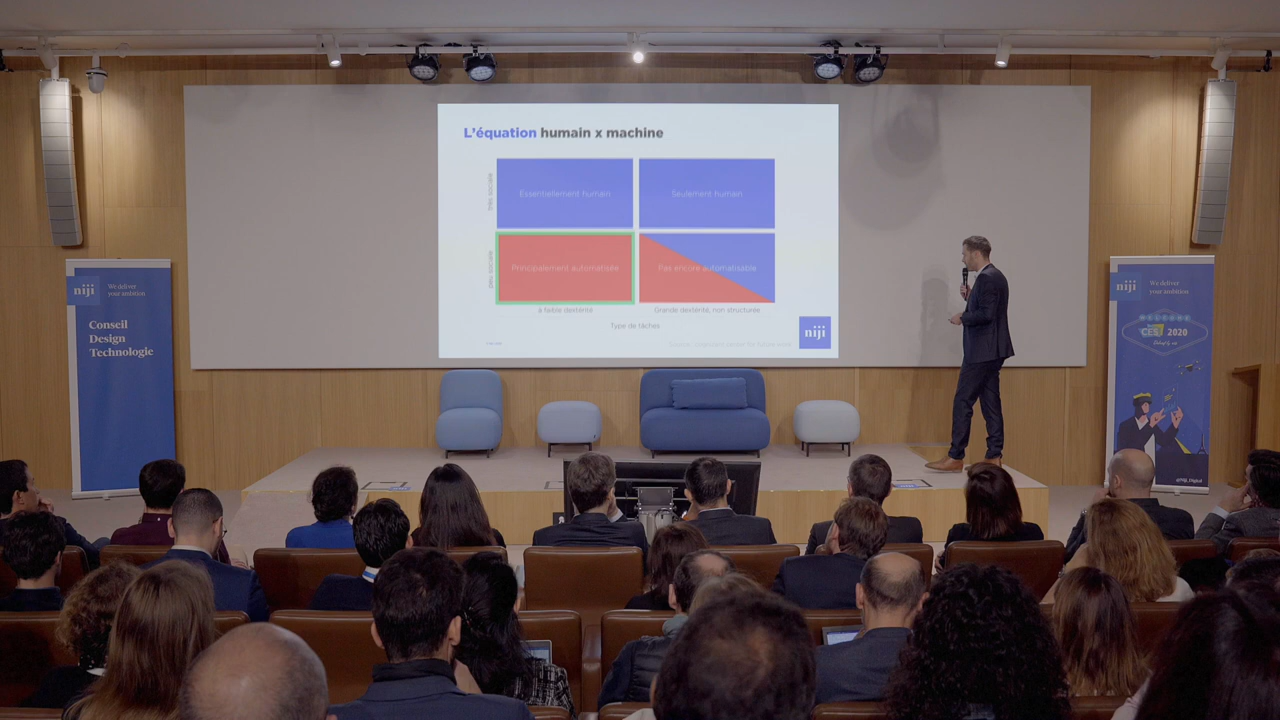 L'équation humain x machine
Essentiellement humain
Seulement humain
Principalement automatisée
Pas encore automatisable
à faible dextérité
Grande dextérité, non structurée
Type de tâches
niji
niji
We deliver
your ambition
Conseil
Design
Technologie
niji
We deliver
your ambition
CES 2020
@Niji_Digital